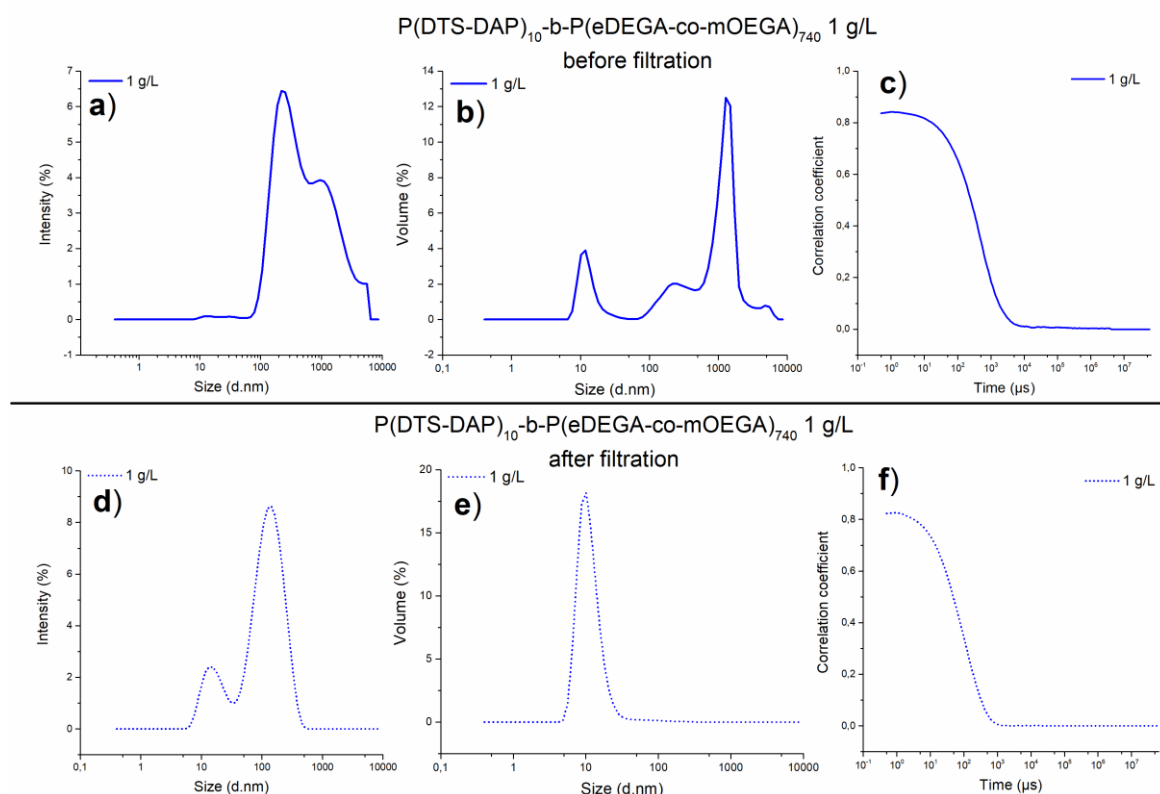 P(DTS-DAP)10-b-P(eDEGA-co-mOEGA)740 1 g/L
before filtration
a)
1 g/L
7
6
5
4
3
2
1
0
-1
Intensity (%)
1
10
100
1000
10000
Size (d.nm)
b)
1 g/L
14
12
10
8
6
4
2
0
-2
Volume (%)
0,1
1
10
100
1000
10000
Size (d.nm)
c)
1 g/L
1,0
0,8
0,6
0,4
0,2
0,0
Correlation coefficient
10-1
100
101
102
103
104
105
106
107
Time (µs)
P(DTS-DAP)10-b-P(eDEGA-co-mOEGA)740 1 g/L
after filtration
d)
1 g/L
10
8
6
4
2
0
Intensity (%)
0,1
1
10
100
1000
10000
Size (d.nm)
e)
1 g/L
20
15
10
5
0
Volume (%)
0,1
1
10
100
1000
10000
Size (d.nm)
f)
1 g/L
1,0
0,8
0,6
0,4
0,2
0,0
Correlation coefficient
10-1
100
101
102
103
104
105
106
107
Time (µs)